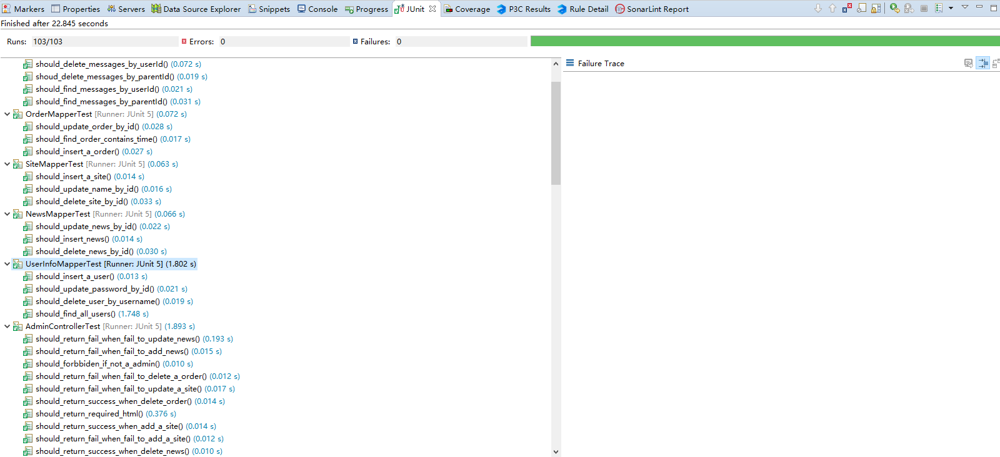 Markers Properties Servers Data Source Explorer Snippets Console Progress JUnit Coverage P3C Results Rule Detail SonarLint Report
Finished after 22.845 seconds
Runs: 103/103 Errors: 0 Failures: 0
Failure Trace
should_delete_messages_by_userId() (0.072 s)
shoud_delete_messages_by_parentId() (0.019 s)
should_find_messages_by_userId() (0.021 s)
should_find_messages_by_parentId() (0.031 s)
OrderMapperTest [Runner: JUnit 5] (0.072 s)
should_update_order_by_id() (0.028 s)
should_find_order_contains_time() (0.017 s)
should_insert_a_order() (0.027 s)
SiteMapperTest [Runner: JUnit 5] (0.063 s)
should_insert_a_site() (0.014 s)
should_update_name_by_id() (0.016 s)
should_delete_site_by_id() (0.033 s)
NewsMapperTest [Runner: JUnit 5] (0.066 s)
should_update_news_by_id() (0.022 s)
should_insert_news() (0.014 s)
should_delete_news_by_id() (0.030 s)
UserInfoMapperTest [Runner: JUnit 5] (1.802 s)
should_insert_a_user() (0.013 s)
should_update_password_by_id() (0.021 s)
should_delete_user_by_username() (0.019 s)
should_find_all_users() (1.748 s)
AdminControllerTest [Runner: JUnit 5] (1.893 s)
should_return_fail_when_fail_to_update_news() (0.193 s)
should_return_fail_when_fail_to_add_news() (0.015 s)
should_forbbiden_if_not_a_admin() (0.010 s)
should_return_fail_when_fail_to_delete_a_order() (0.012 s)
should_return_fail_when_fail_to_update_a_site() (0.017 s)
should_return_success_when_delete_order() (0.014 s)
should_return_required_html() (0.376 s)
should_return_success_when_add_a_site() (0.014 s)
should_return_fail_when_fail_to_add_a_site() (0.012 s)
should_return_success_when_delete_news() (0.010 s)